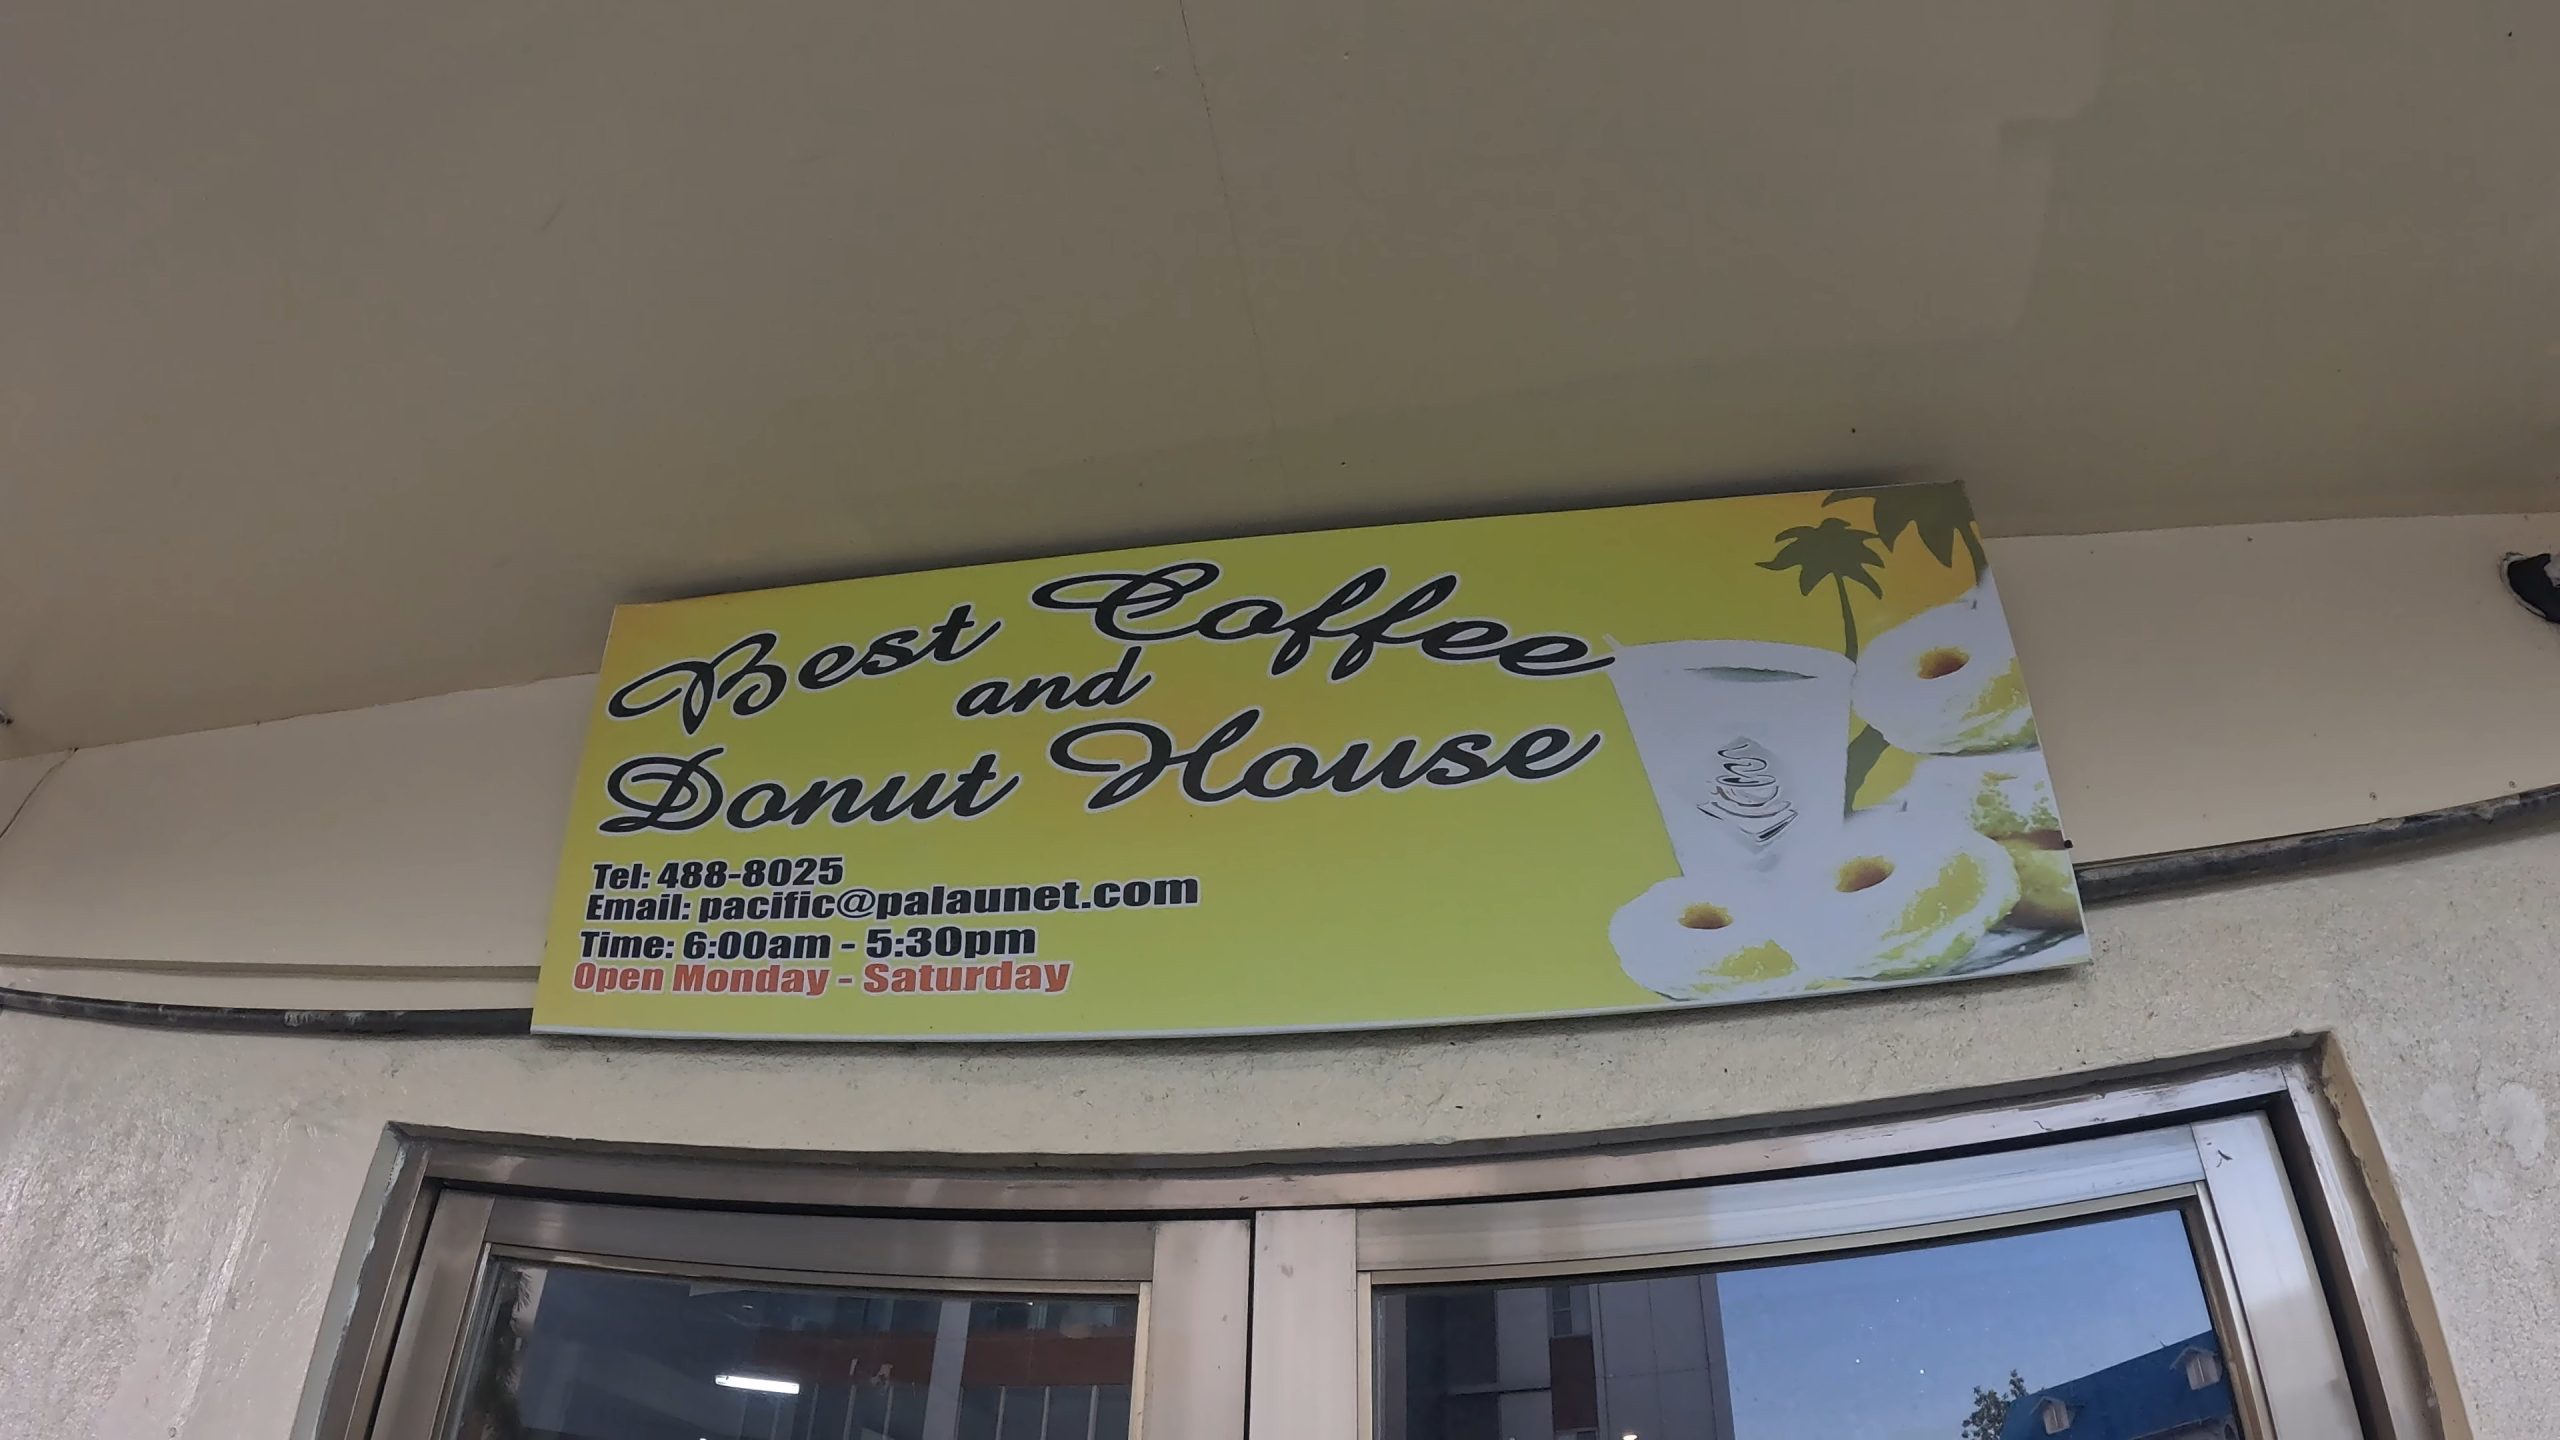 Best Coffee
and
Donut House
Tel: 488-8025
Email: pacific@palaunet.com
Time: 6:00am - 5:30pm
Open Monday - Saturday